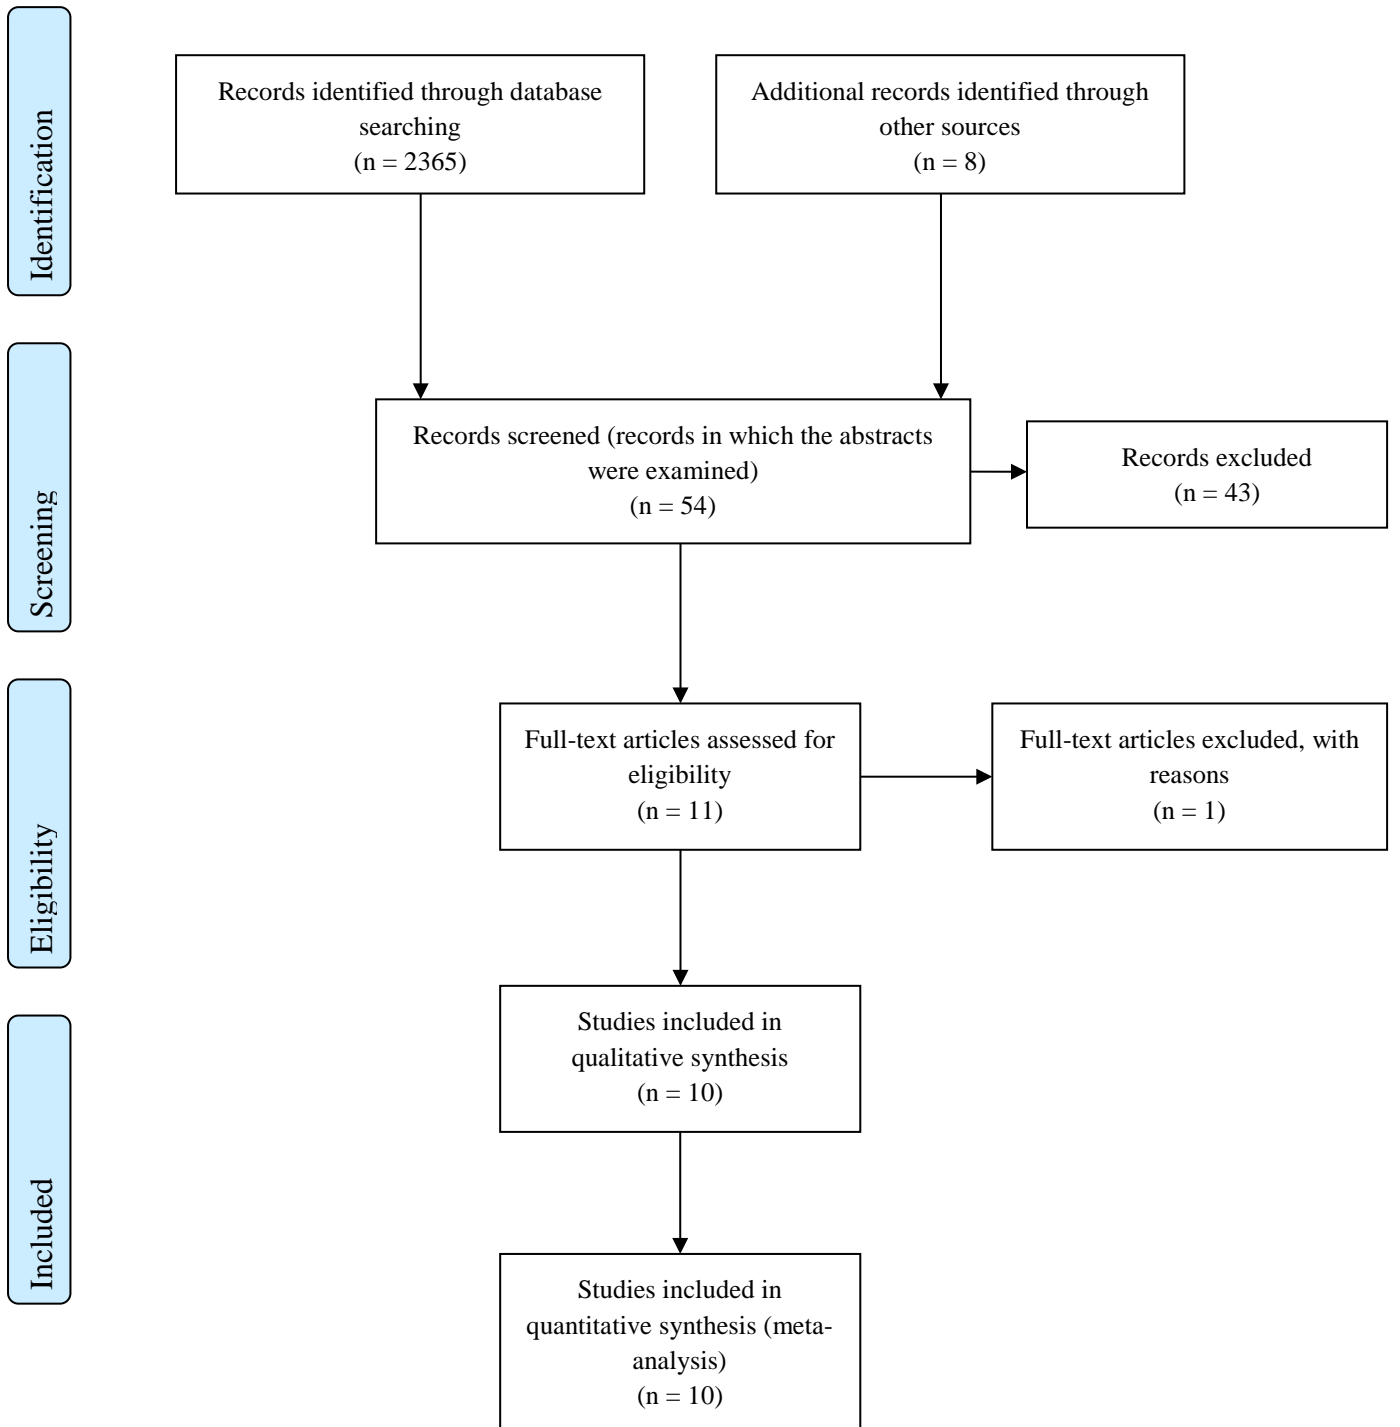 Identification
Records identified through database
searching
(n = 2365)
Additional records identified through
other sources
(n = 8)
Screening
Records screened (records in which the abstracts
were examined)
(n = 54)
Records excluded
(n = 43)
Eligibility
Full-text articles assessed for
eligibility
(n = 11)
Full-text articles excluded, with
reasons
(n = 1)
Included
Studies included in
qualitative synthesis
(n = 10)
Studies included in
quantitative synthesis (meta-
analysis)
(n = 10)